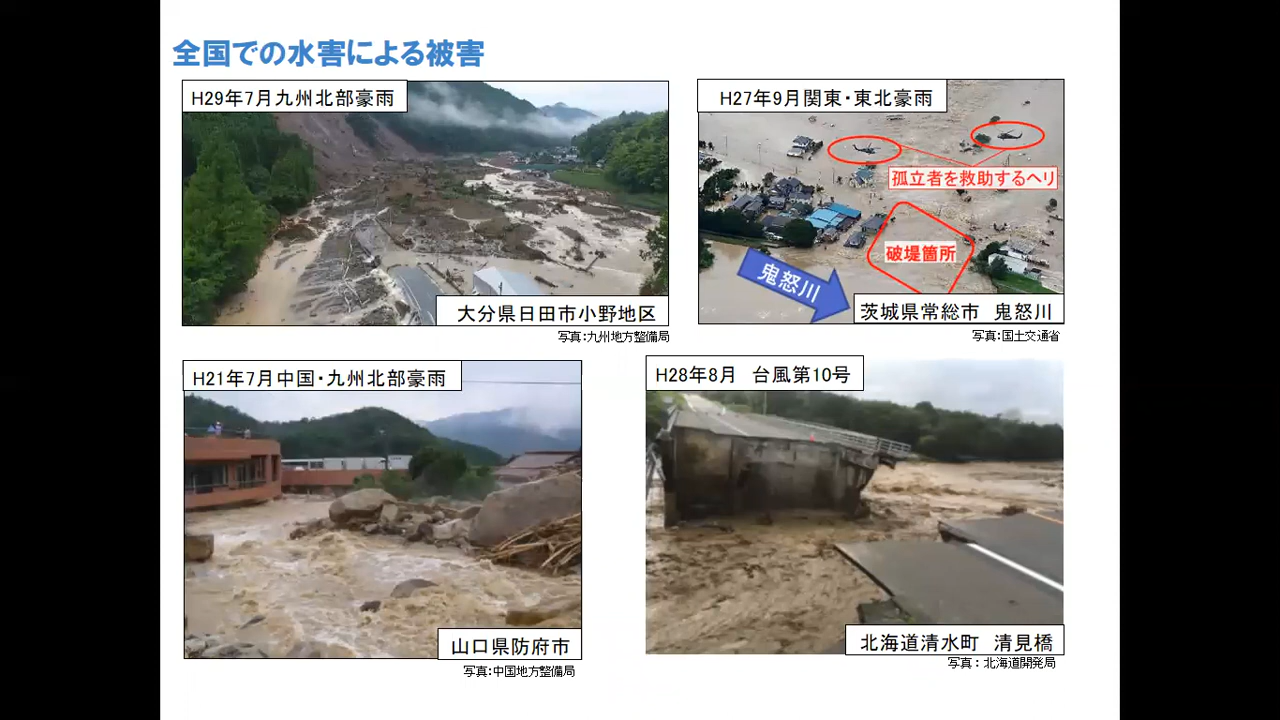 全国での水害による被害
H29年7月九州北部豪雨
大分県日田市小野地区
写真：九州地方整備局
H27年9月関東・東北豪雨
孤立者を救助するヘリ
破堤箇所
鬼怒川
茨城県常総市　鬼怒川
写真：国土交通省
H21年7月中国・九州北部豪雨
山口県防府市
写真：中国地方整備局
H28年8月　台風第10号
北海道清水町　清見橋
写真：北海道開発局